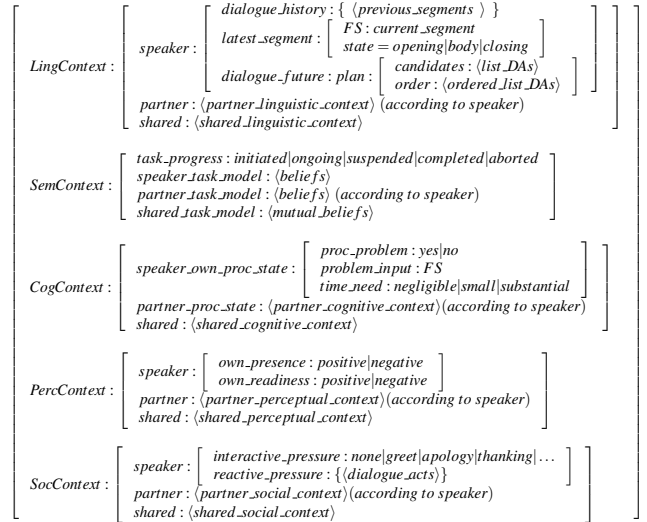 dialogue_history : { ⟨previous_segments ⟩ }
latest_segment : [ FS : current_segment
state = opening|body|closing ]
speaker :
dialogue_future : plan : [ candidates : ⟨list_DAs⟩
order : ⟨ordered_list_DAs⟩ ]
LingContext :
partner : ⟨partner_linguistic_context⟩ (according to speaker)
shared : ⟨shared_linguistic_context⟩
task_progress : initiated|ongoing|suspended|completed|aborted
SemContext :
speaker_task_model : ⟨beliefs⟩
partner_task_model : ⟨beliefs⟩ (according to speaker)
shared_task_model : ⟨mutual_beliefs⟩
CogContext :
speaker_own_proc_state : [ proc_problem : yes|no
problem_input : FS
time_need : negligible|small|substantial ]
partner_proc_state : ⟨partner_cognitive_context⟩(according to speaker)
shared : ⟨shared_cognitive_context⟩
PercContext :
speaker : [ own_presence : positive|negative
own_readiness : positive|negative ]
partner : ⟨partner_perceptual_context⟩(according to speaker)
shared : ⟨shared_perceptual_context⟩
SocContext :
speaker : [ interactive_pressure : none|greet|apology|thanking|...
reactive_pressure : {⟨dialogue_acts⟩} ]
partner : ⟨partner_social_context⟩(according to speaker)
shared : ⟨shared_social_context⟩